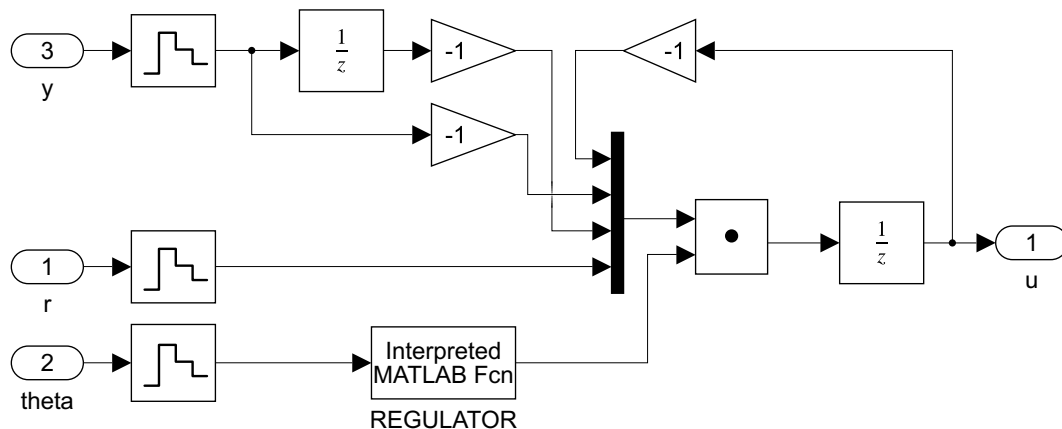 3
y
1
z
-1
-1
-1
1
r
1
z
1
u
2
theta
Interpreted
MATLAB Fcn
REGULATOR